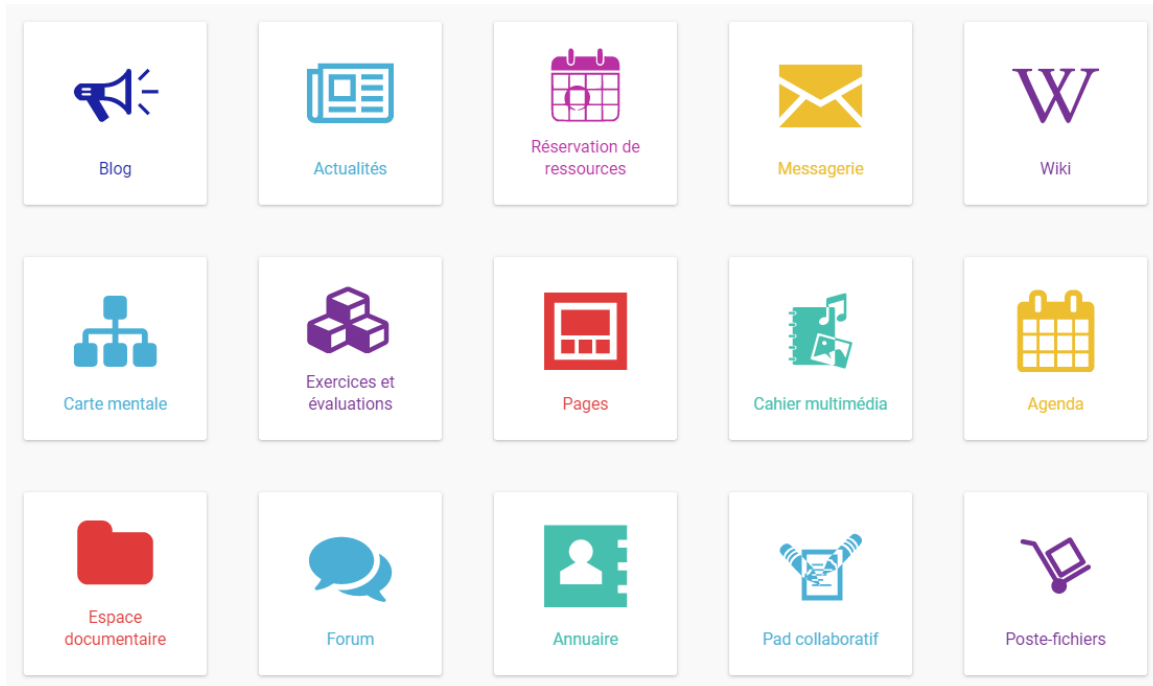 Blog
Actualités
Réservation de
ressources
Messagerie
Wiki
Carte mentale
Exercices et
évaluations
Pages
Cahier multimédia
Agenda
Espace
documentaire
Forum
Annuaire
Pad collaboratif
Poste-fichiers